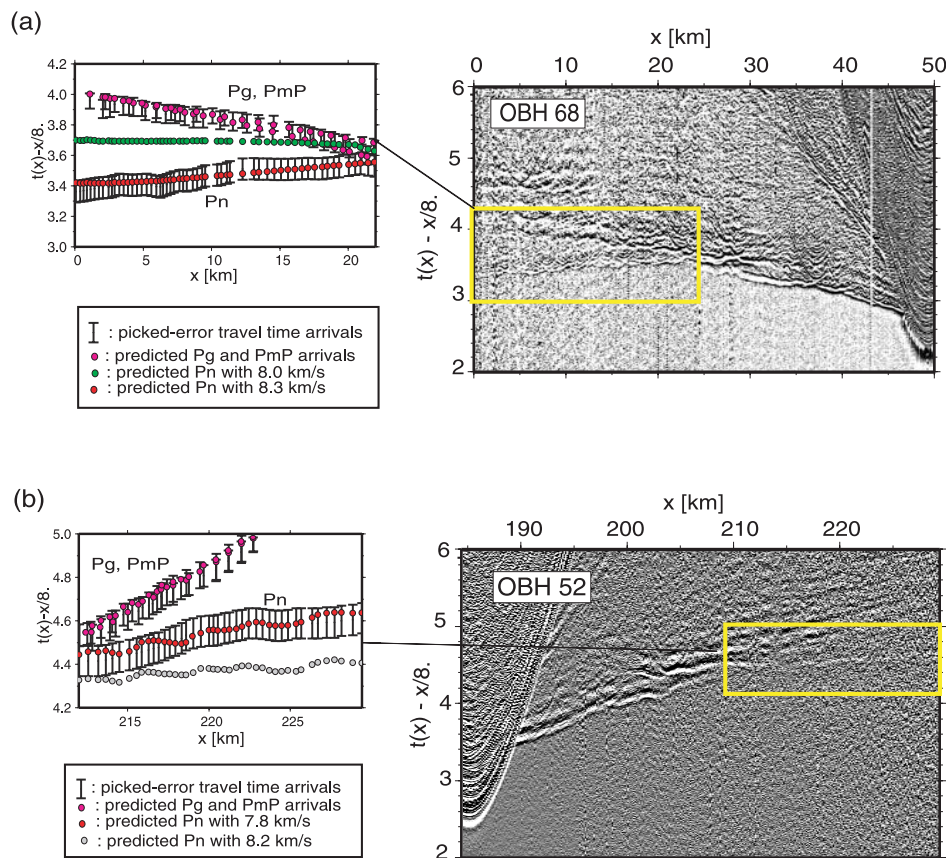 (a)
4.2
4.0
3.8
3.6
3.4
3.2
3.0
t(x)-x/8.
Pg, PmP
Pn
0 5 10 15 20
x [km]
x [km]
0 10 20 30 40 50
OBH 68
6
5
4
3
2
t(x) - x/8.
: picked-error travel time arrivals
: predicted Pg and PmP arrivals
: predicted Pn with 8.0 km/s
: predicted Pn with 8.3 km/s
(b)
5.0
4.8
4.6
4.4
4.2
t(x)-x/8.
Pg, PmP
Pn
215 220 225
x [km]
x [km]
190 200 210 220
OBH 52
6
5
4
3
2
t(x) - x/8.
: picked-error travel time arrivals
: predicted Pg and PmP arrivals
: predicted Pn with 7.8 km/s
: predicted Pn with 8.2 km/s